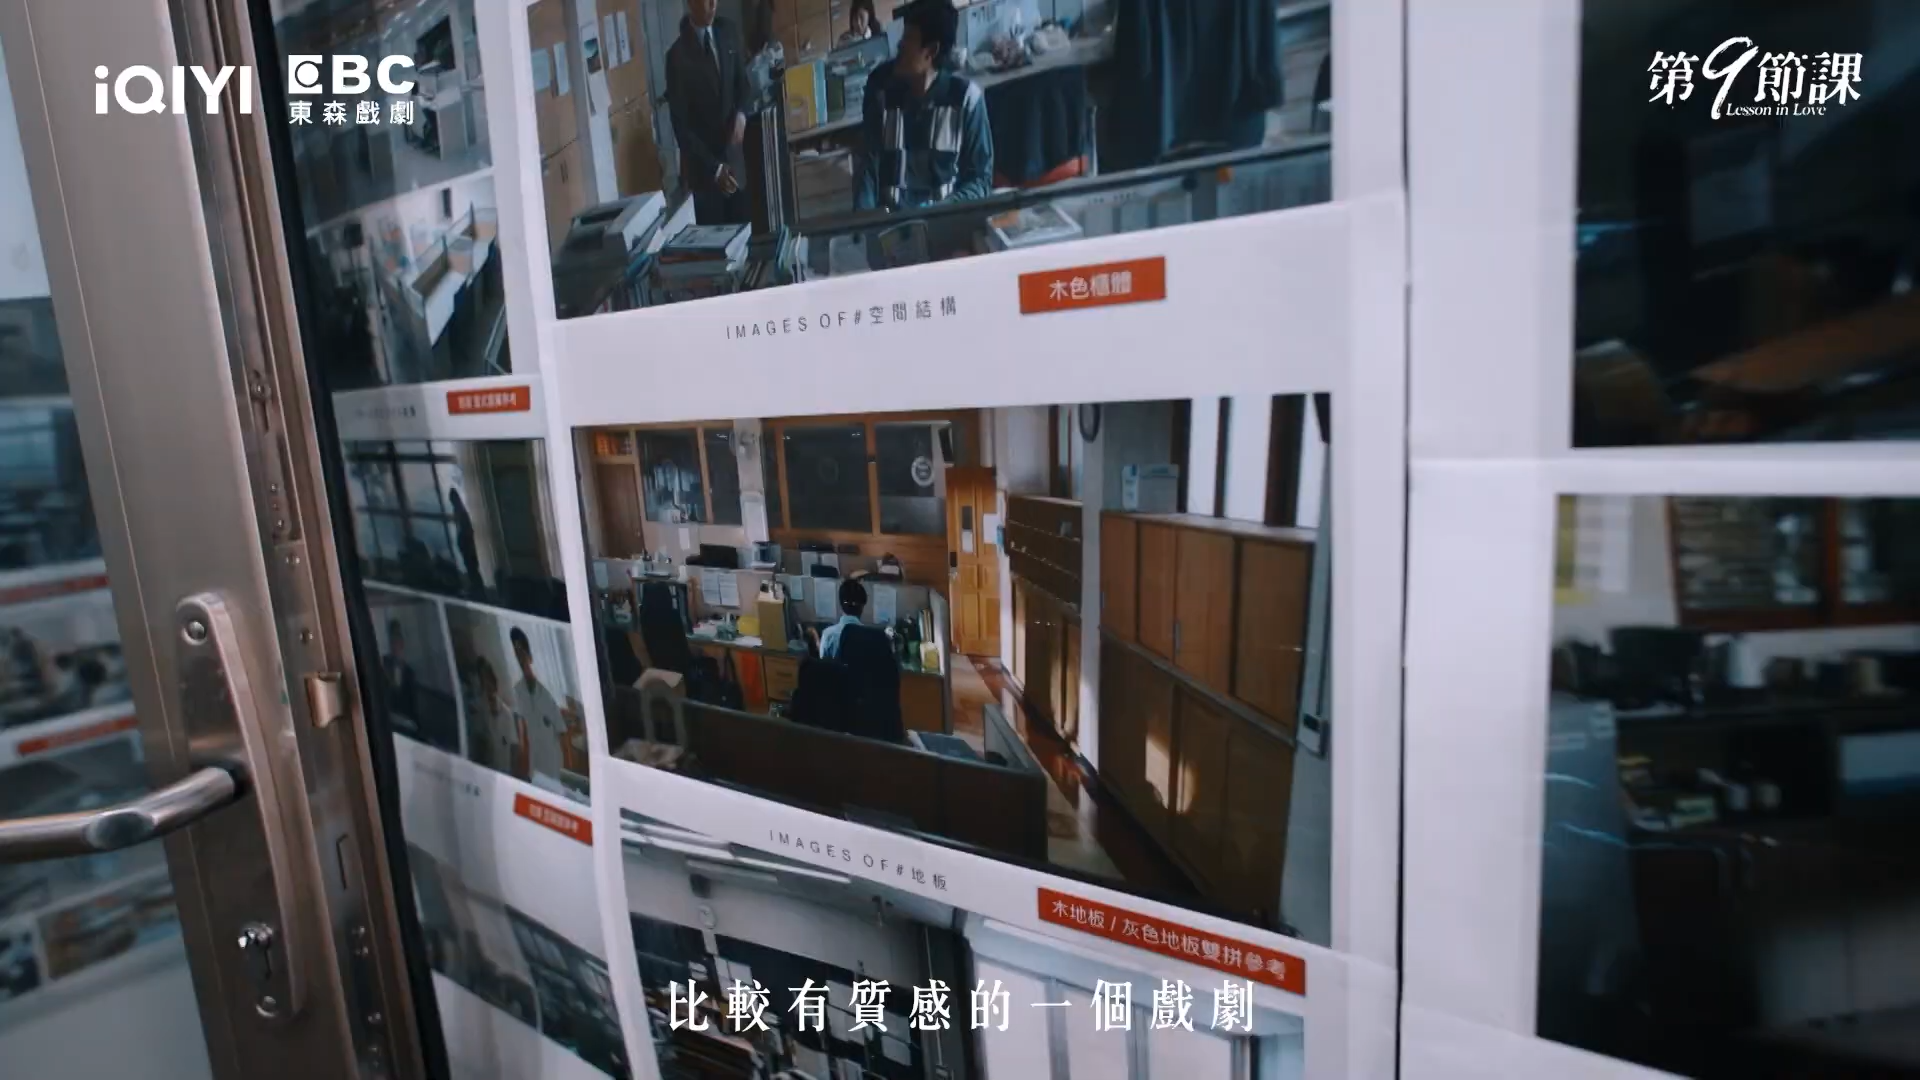 iQIYI
EBC
東森戲劇
第9節課
Lesson in Love
木色櫃體
IMAGES OF#空間結構
IMAGES OF#地板
木地板 / 灰色地板雙拼參考
比較有質感的一個戲劇